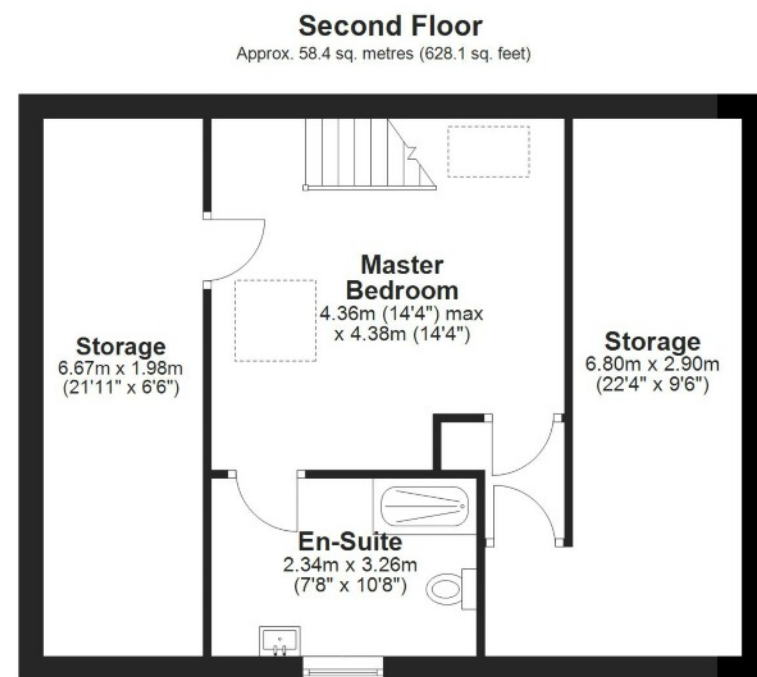 Second Floor
Approx. 58.4 sq. metres (628.1 sq. feet)
Master
Bedroom
4.36m (14'4") max
x 4.38m (14'4")
Storage
6.67m x 1.98m
(21'11" x 6'6")
Storage
6.80m x 2.90m
(22'4" x 9'6")
En-Suite
2.34m x 3.26m
(7'8" x 10'8")